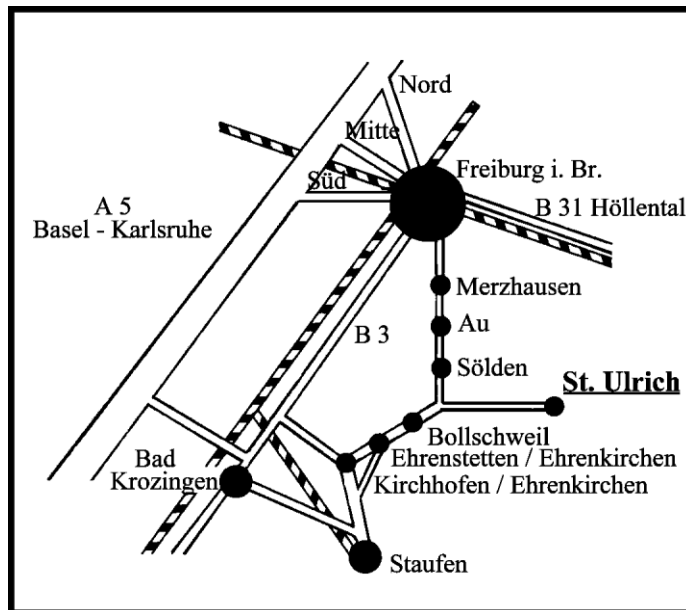 Nord
Mitte
Freiburg i. Br.
Süd
B 31 Höllental
A 5
Basel - Karlsruhe
Merzhausen
Au
B 3
Sölden
St. Ulrich
Bollschweil
Bad
Krozingen
Ehrenstetten / Ehrenkirchen
Kirchhofen / Ehrenkirchen
Staufen